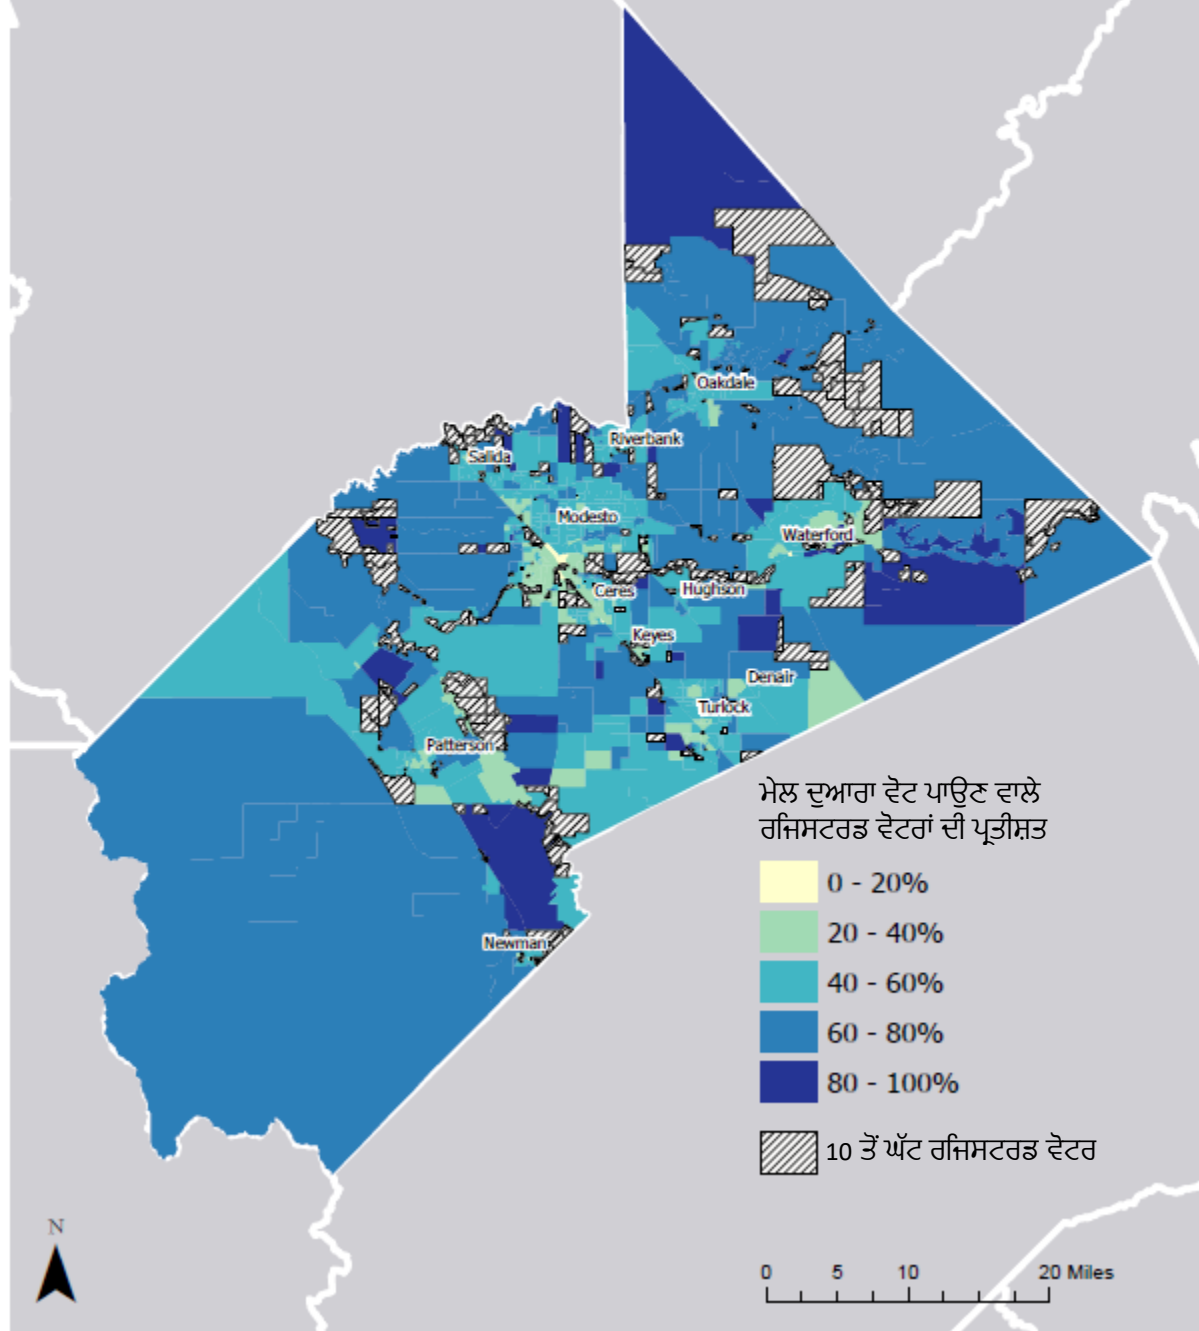 Oakdale
Riverbank
Salida
Modesto
Waterford
Ceres
Hughson
Keyes
Denair
Turlock
Patterson
Newman
ਮੇਲ ਦੁਆਰਾ ਵੋਟ ਪਾਉਣ ਵਾਲੇ
ਰਜਿਸਟਰਡ ਵੋਟਰਾਂ ਦੀ ਪ੍ਰਤੀਸ਼ਤ
0 - 20%
20 - 40%
40 - 60%
60 - 80%
80 - 100%
10 ਤੋਂ ਘੱਟ ਰਜਿਸਟਰਡ ਵੋਟਰ
N
0 5 10 20 Miles